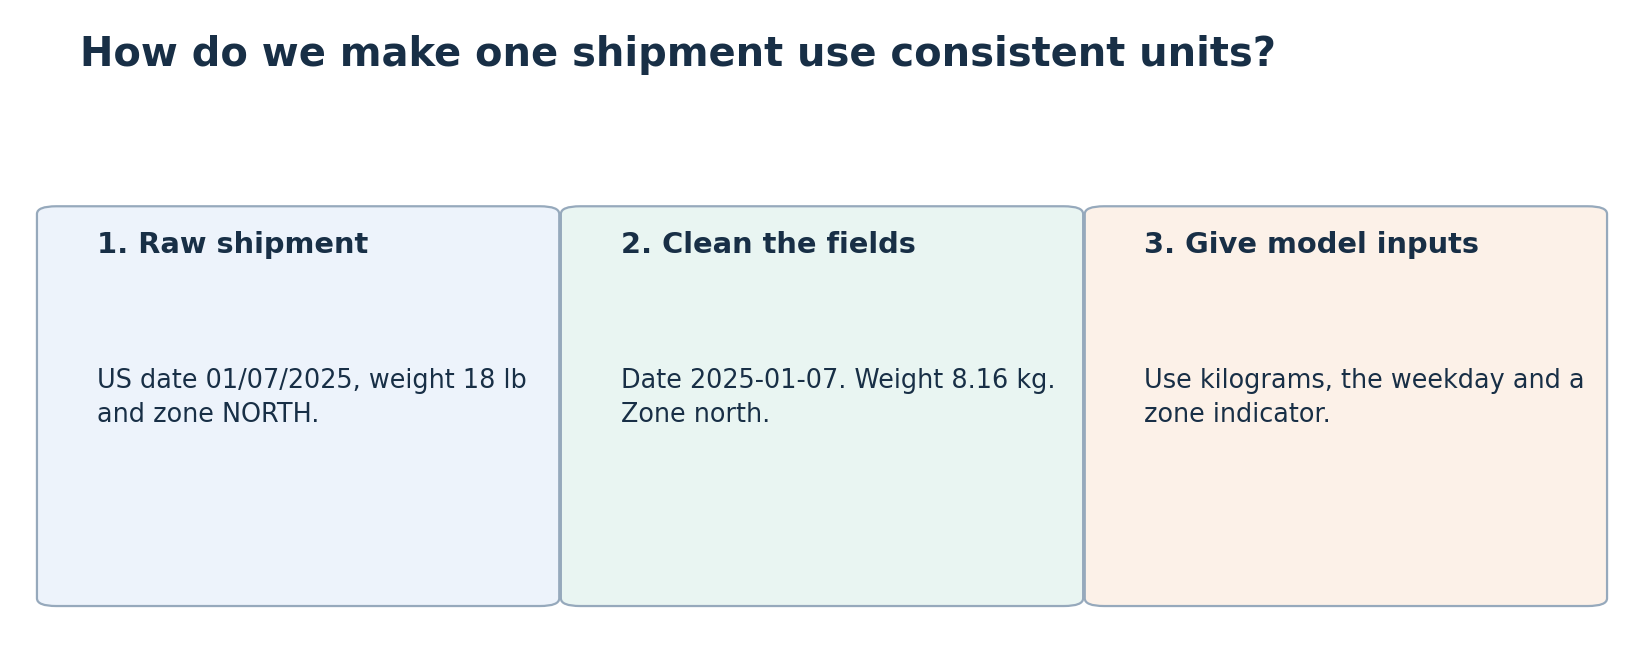 How do we make one shipment use consistent units?
1. Raw shipment
US date 01/07/2025, weight 18 lb
and zone NORTH.
2. Clean the fields
Date 2025-01-07. Weight 8.16 kg.
Zone north.
3. Give model inputs
Use kilograms, the weekday and a
zone indicator.